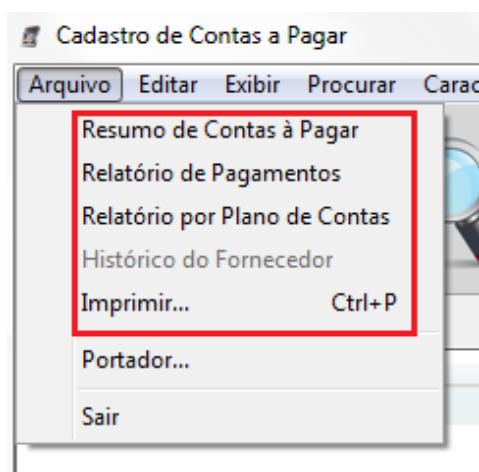 Cadastro de Contas a Pagar
Arquivo Editar Exibir Procurar
Resumo de Contas à Pagar
Relatório de Pagamentos
Relatório por Plano de Contas
Histórico do Fornecedor
Imprimir... Ctrl+P
Portador...
Sair